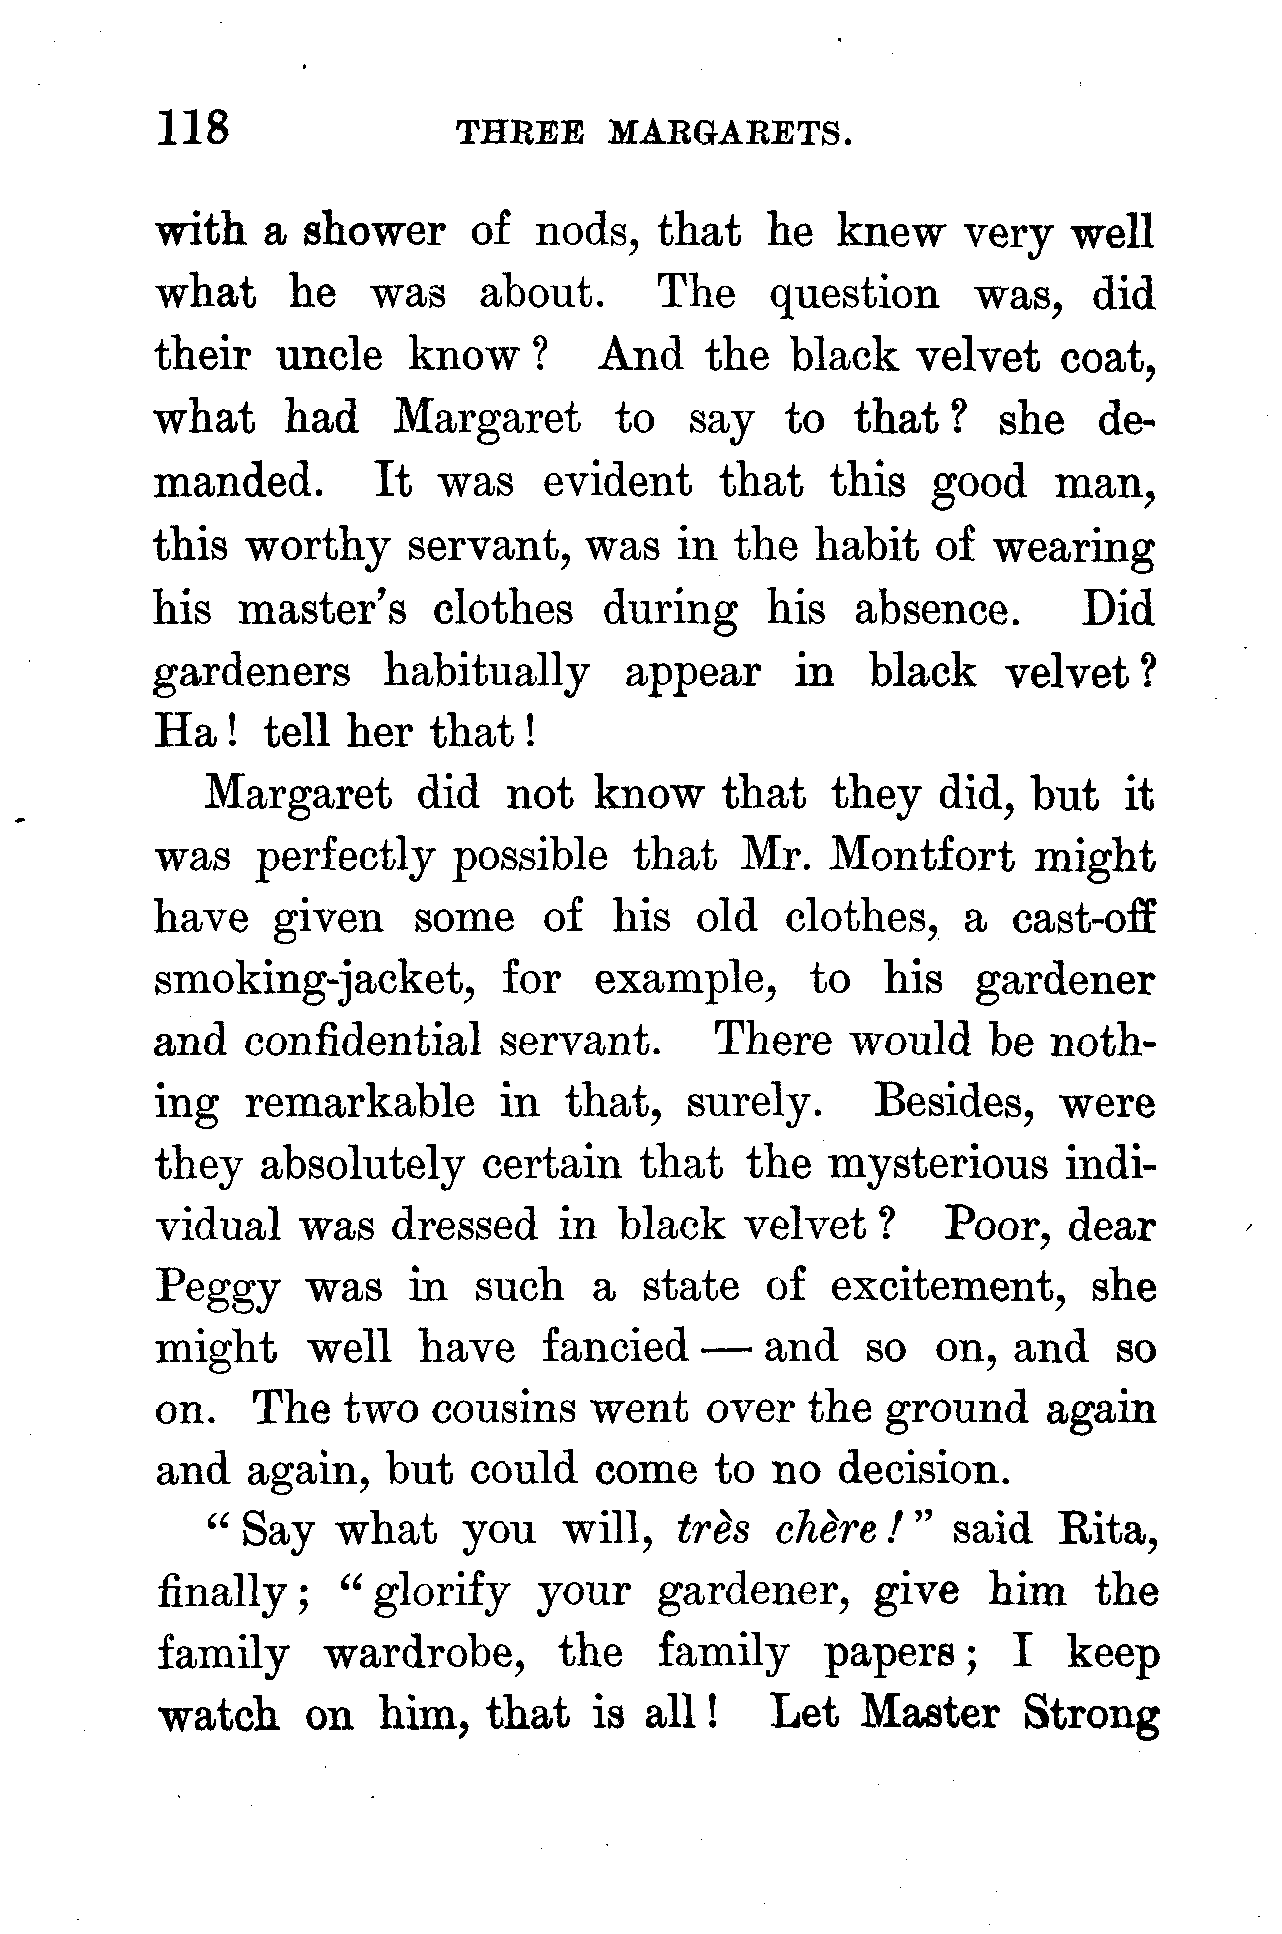 118 THREE MARGARETS.
with a shower of nods, that he knew very well
what he was about. The question was, did
their uncle know? And the black velvet coat,
what had Margaret to say to that? she de-
manded. It was evident that this good man,
this worthy servant, was in the habit of wearing
his master's clothes during his absence. Did
gardeners habitually appear in black velvet?
Ha! tell her that!
Margaret did not know that they did, but it
was perfectly possible that Mr. Montfort might
have given some of his old clothes, a cast-off
smoking-jacket, for example, to his gardener
and confidential servant. There would be noth-
ing remarkable in that, surely. Besides, were
they absolutely certain that the mysterious indi-
vidual was dressed in black velvet? Poor, dear
Peggy was in such a state of excitement, she
might well have fancied — and so on, and so
on. The two cousins went over the ground again
and again, but could come to no decision.
"Say what you will, très chère!" said Rita,
finally; "glorify your gardener, give him the
family wardrobe, the family papers; I keep
watch on him, that is all! Let Master Strong